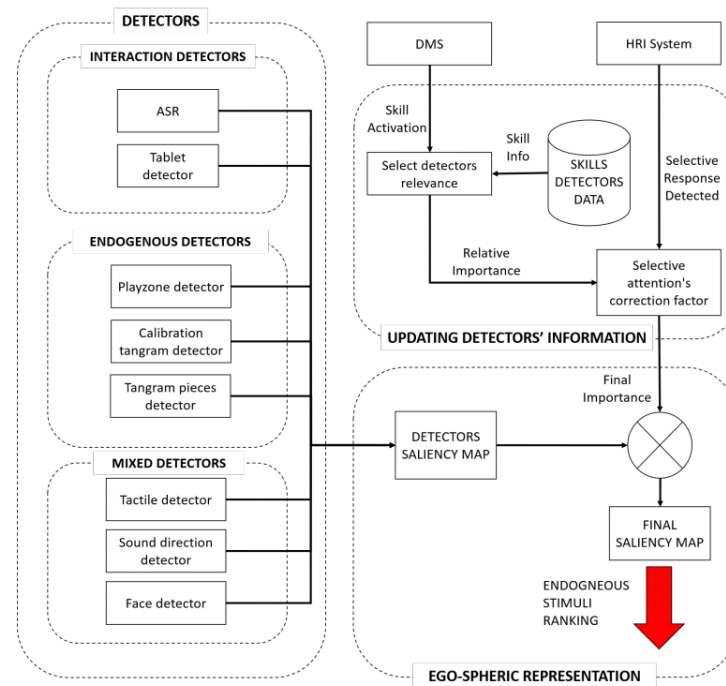 DETECTORS
INTERACTION DETECTORS
ASR
Tablet
detector
ENDOGENOUS DETECTORS
Playzone detector
Calibration
tangram detector
Tangram pieces
detector
MIXED DETECTORS
Tactile detector
Sound direction
detector
Face detector
DMS
HRI System
Skill
Activation
Skill
Info
Select detectors
relevance
SKILLS
DETECTORS
DATA
Selective
Response
Detected
Relative
Importance
Selective
attention's
correction factor
UPDATING DETECTORS' INFORMATION
Final
Importance
DETECTORS
SALIENCY MAP
FINAL
SALIENCY MAP
ENDOGNEOUS
STIMULI
RANKING
EGO-SPHERIC REPRESENTATION